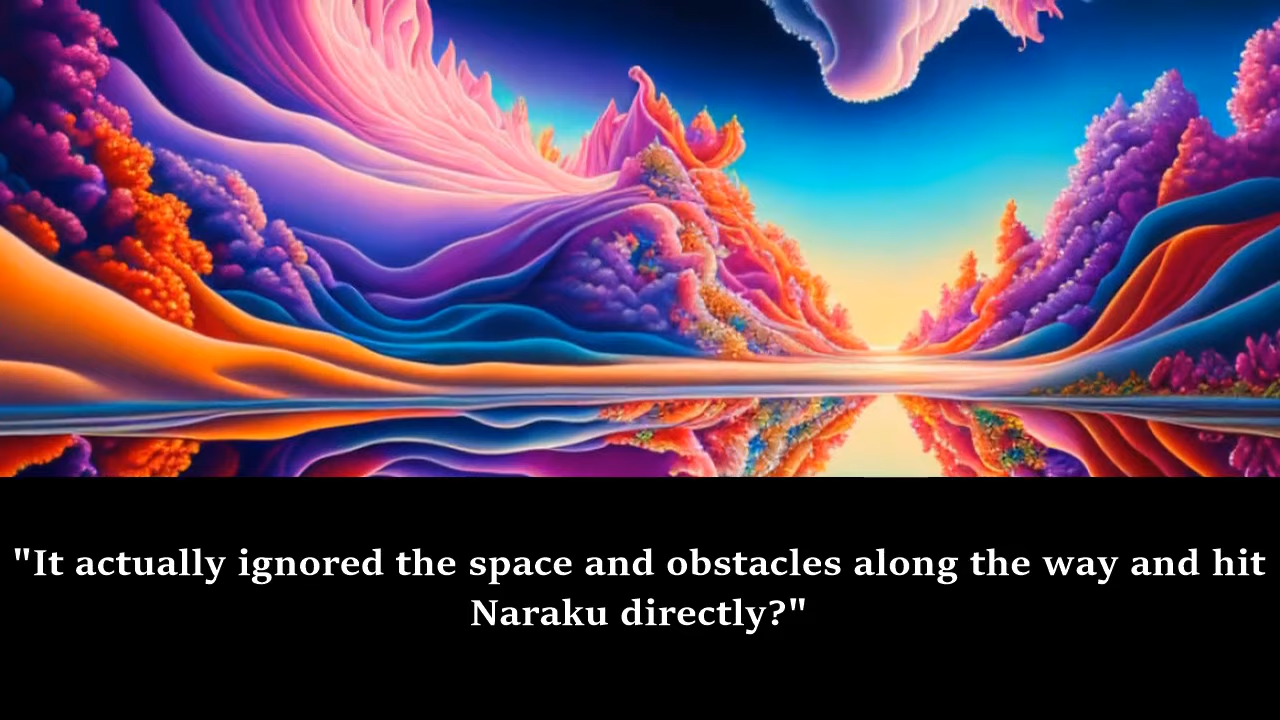 "It actually ignored the space and obstacles along the way and hit
Naraku directly?"